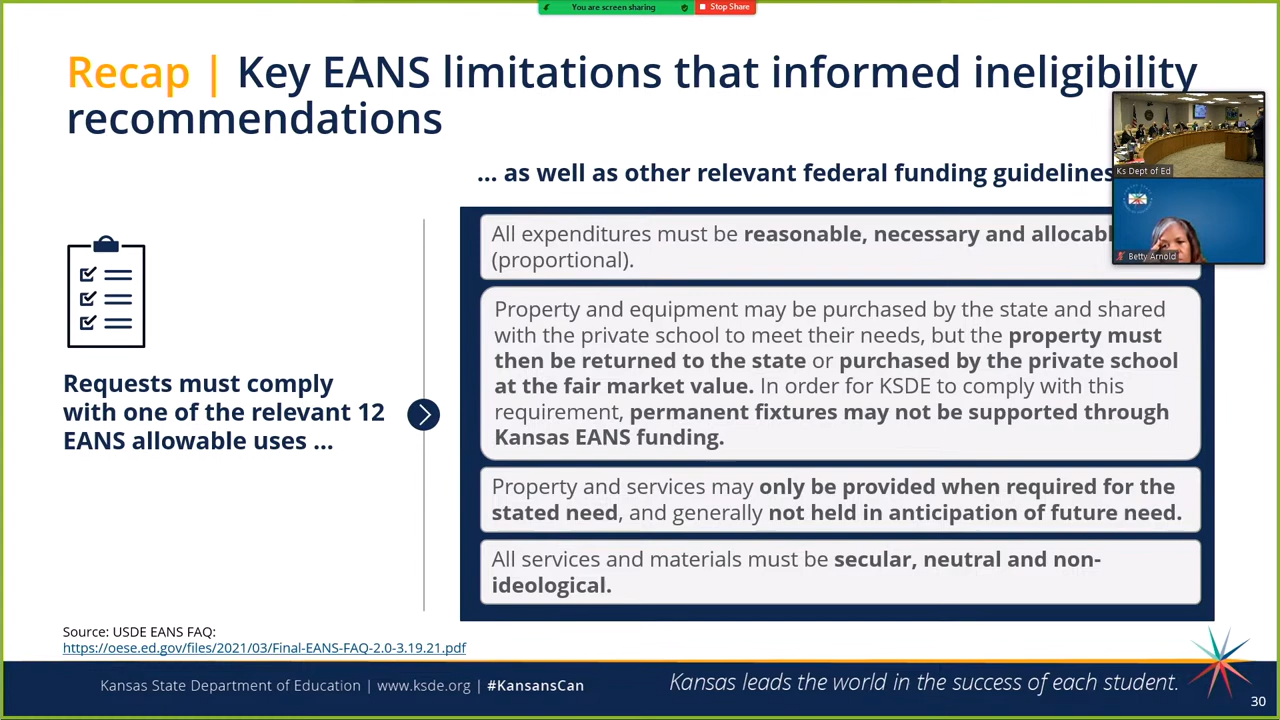 You are screen sharing
Stop Share
Recap | Key EANS limitations that informed ineligibility
recommendations
... as well as other relevant federal funding guidelines
Ks Dept of Ed
Betty Arnold
Requests must comply
with one of the relevant 12
EANS allowable uses ...
All expenditures must be reasonable, necessary and
(proportional).
Property and equipment may be purchased by the state and shared
with the private school to meet their needs, but the property must
then be returned to the state or purchased by the private school
at the fair market value. In order for KSDE to comply with this
requirement, permanent fixtures may not be supported through
Kansas EANS funding.
Property and services may only be provided when required for the
stated need, and generally not held in anticipation of future need.
All services and materials must be secular, neutral and non-
ideological.
Source: USDE EANS FAQ:
https://oese.ed.gov/files/2021/03/Final-EANS-FAQ-2.0-3.19.21.pdf
Kansas State Department of Education | www.ksde.org | #KansansCan
Kansas leads the world in the success of each student.
30